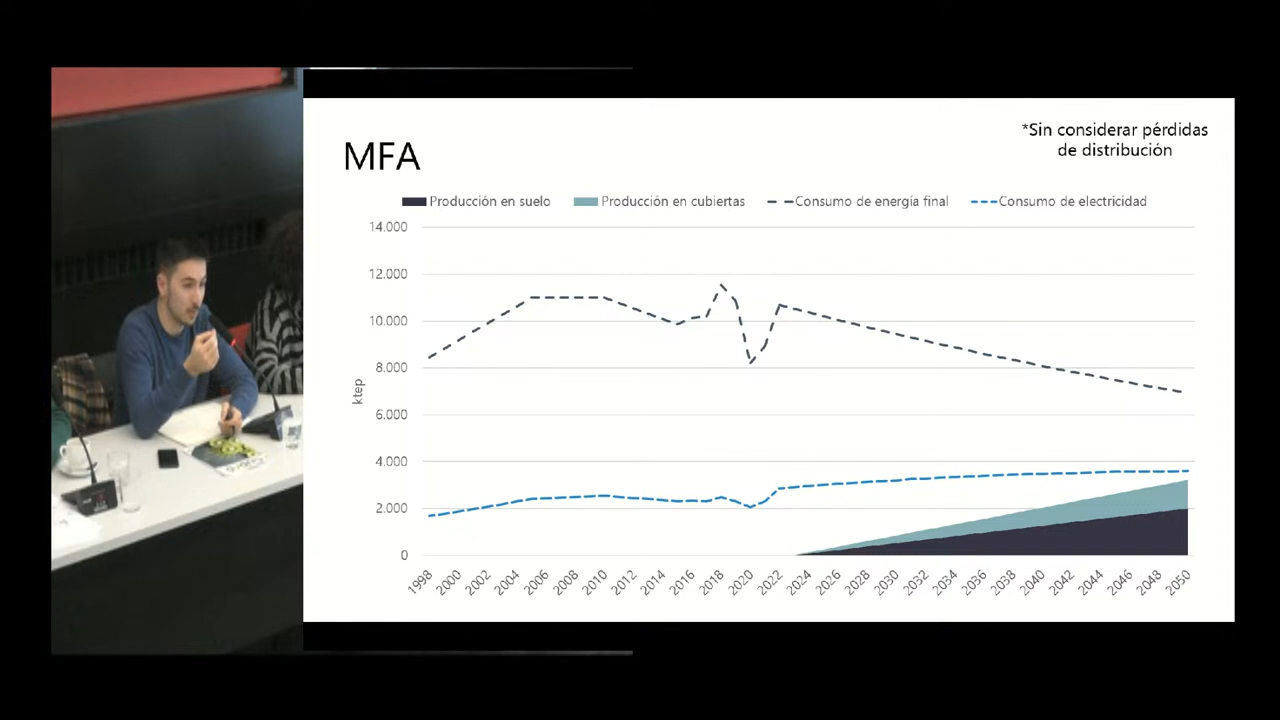 *Sin considerar pérdidas
de distribución
MFA
Producción en suelo Producción en cubiertas Consumo de energía final Consumo de electricidad
14.000
12.000
10.000
8.000
6.000
4.000
2.000
0
ktep
1998 2000 2002 2004 2006 2008 2010 2012 2014 2016 2018 2020 2022 2024 2026 2028 2030 2032 2034 2036 2038 2040 2042 2044 2046 2048 2050